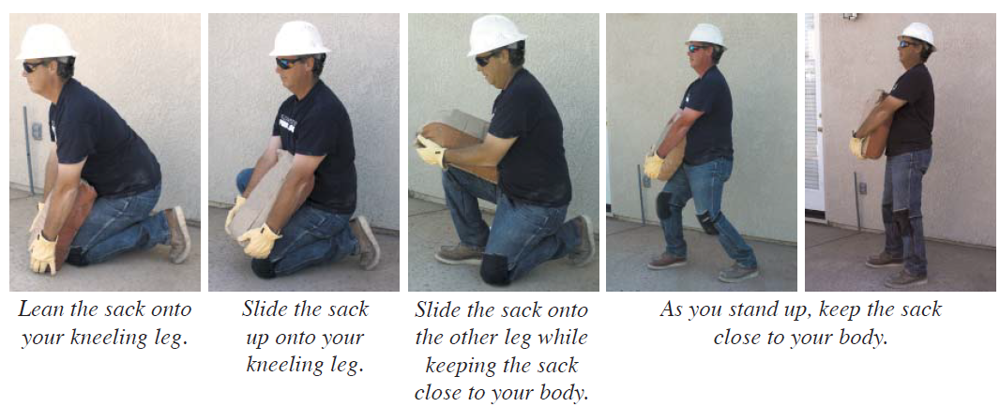 Lean the sack onto
your kneeling leg.
Slide the sack
up onto your
kneeling leg.
Slide the sack onto
the other leg while
keeping the sack
close to your body.
As you stand up, keep the sack
close to your body.